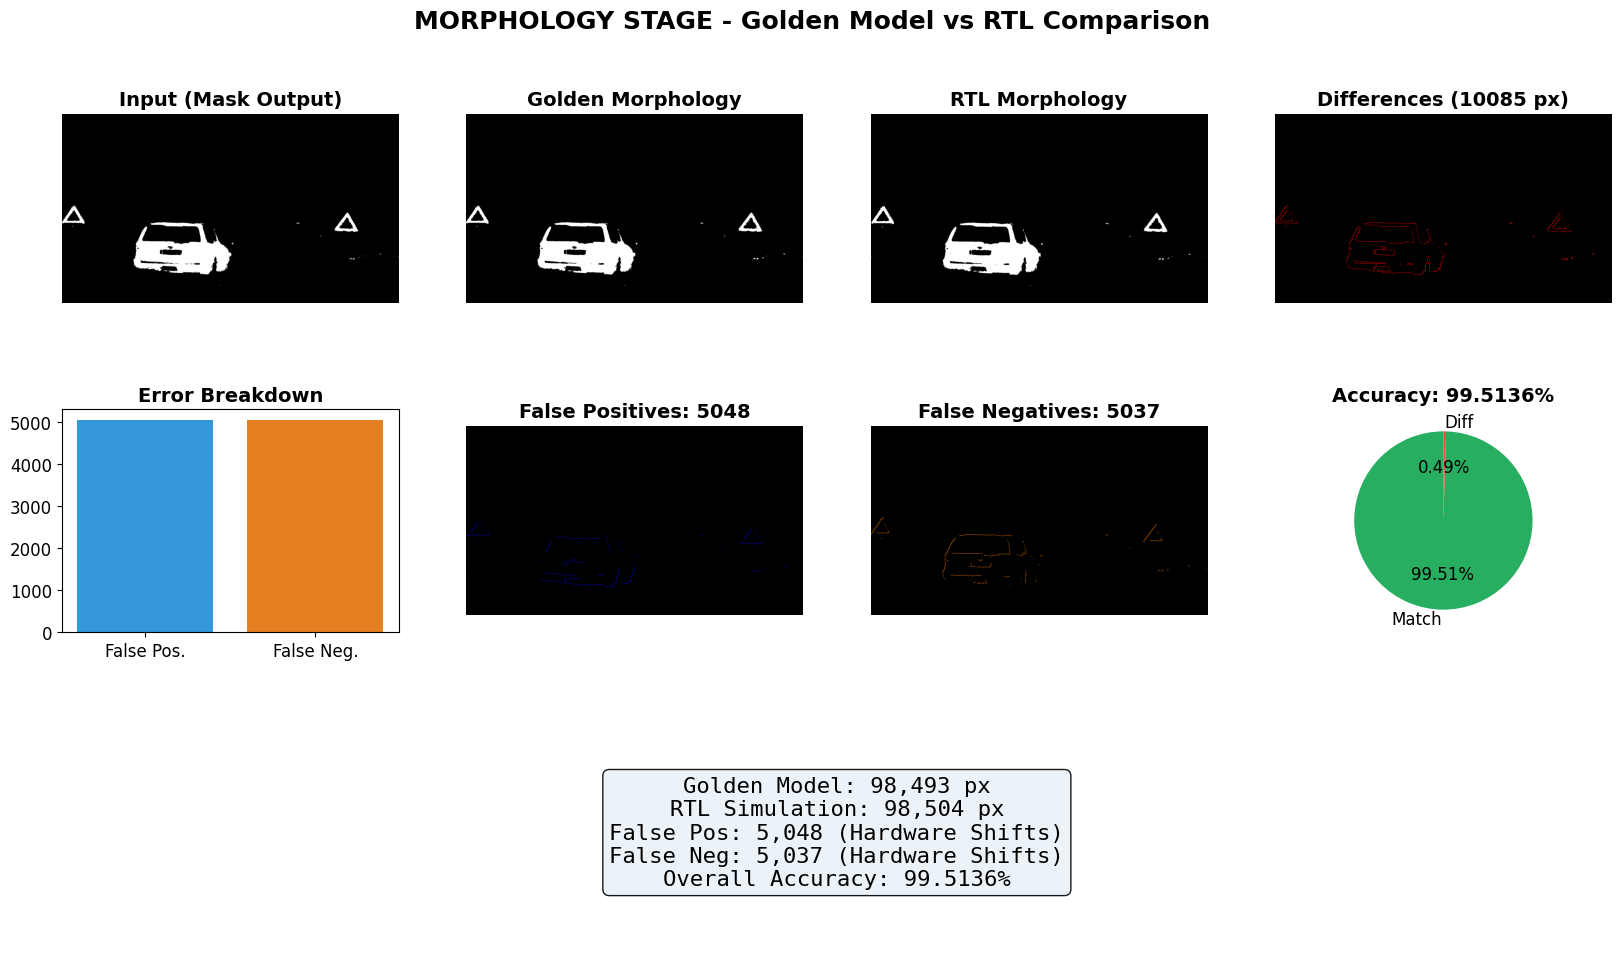 MORPHOLOGY STAGE - Golden Model vs RTL Comparison
Input (Mask Output)
Golden Morphology
RTL Morphology
Differences (10085 px)
Error Breakdown
5000
4000
3000
2000
1000
0
False Pos.
False Neg.
False Positives: 5048
False Negatives: 5037
Accuracy: 99.5136%
Diff
0.49%
99.51%
Match
Golden Model: 98,493 px
RTL Simulation: 98,504 px
False Pos: 5,048 (Hardware Shifts)
False Neg: 5,037 (Hardware Shifts)
Overall Accuracy: 99.5136%